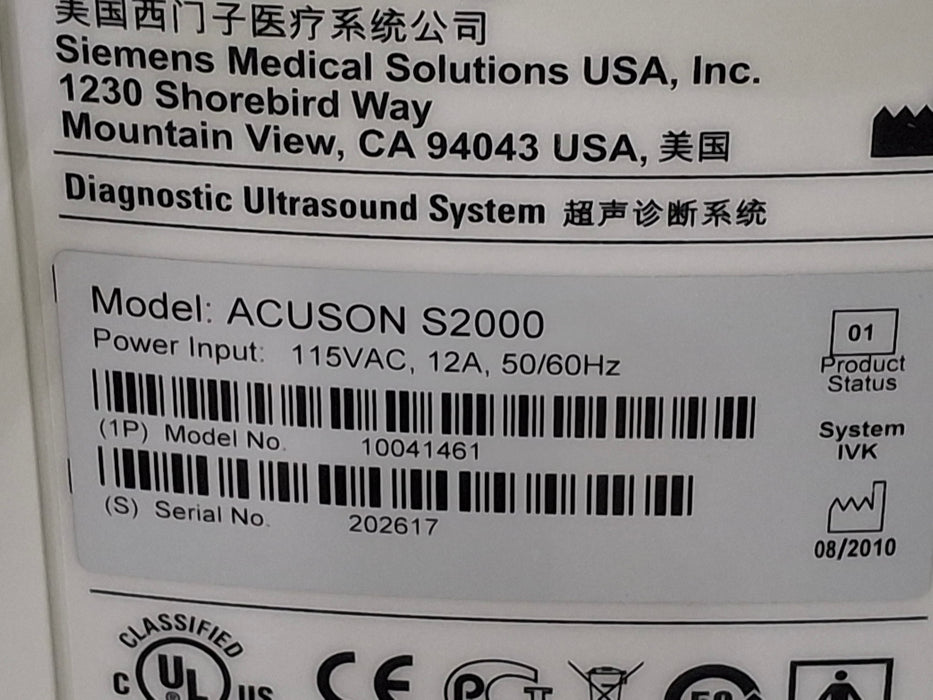 美国西门子医疗系统公司
Siemens Medical Solutions USA, Inc.
1230 Shorebird Way
Mountain View, CA 94043 USA, 美国
Diagnostic Ultrasound System 超声诊断系统
Model: ACUSON S2000
Power Input: 115VAC, 12A, 50/60Hz
01
Product
Status
(1P) Model No. 10041461
System
IVK
(S) Serial No. 202617
08/2010
CLASSIFIED
C UL US
®
CE